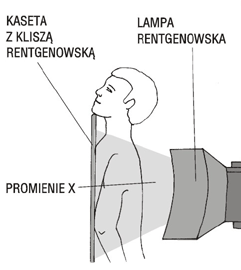 KASETA
Z KLISZĄ
RENTGENOWSKĄ
LAMPA
RENTGENOWSKA
PROMIENIE X